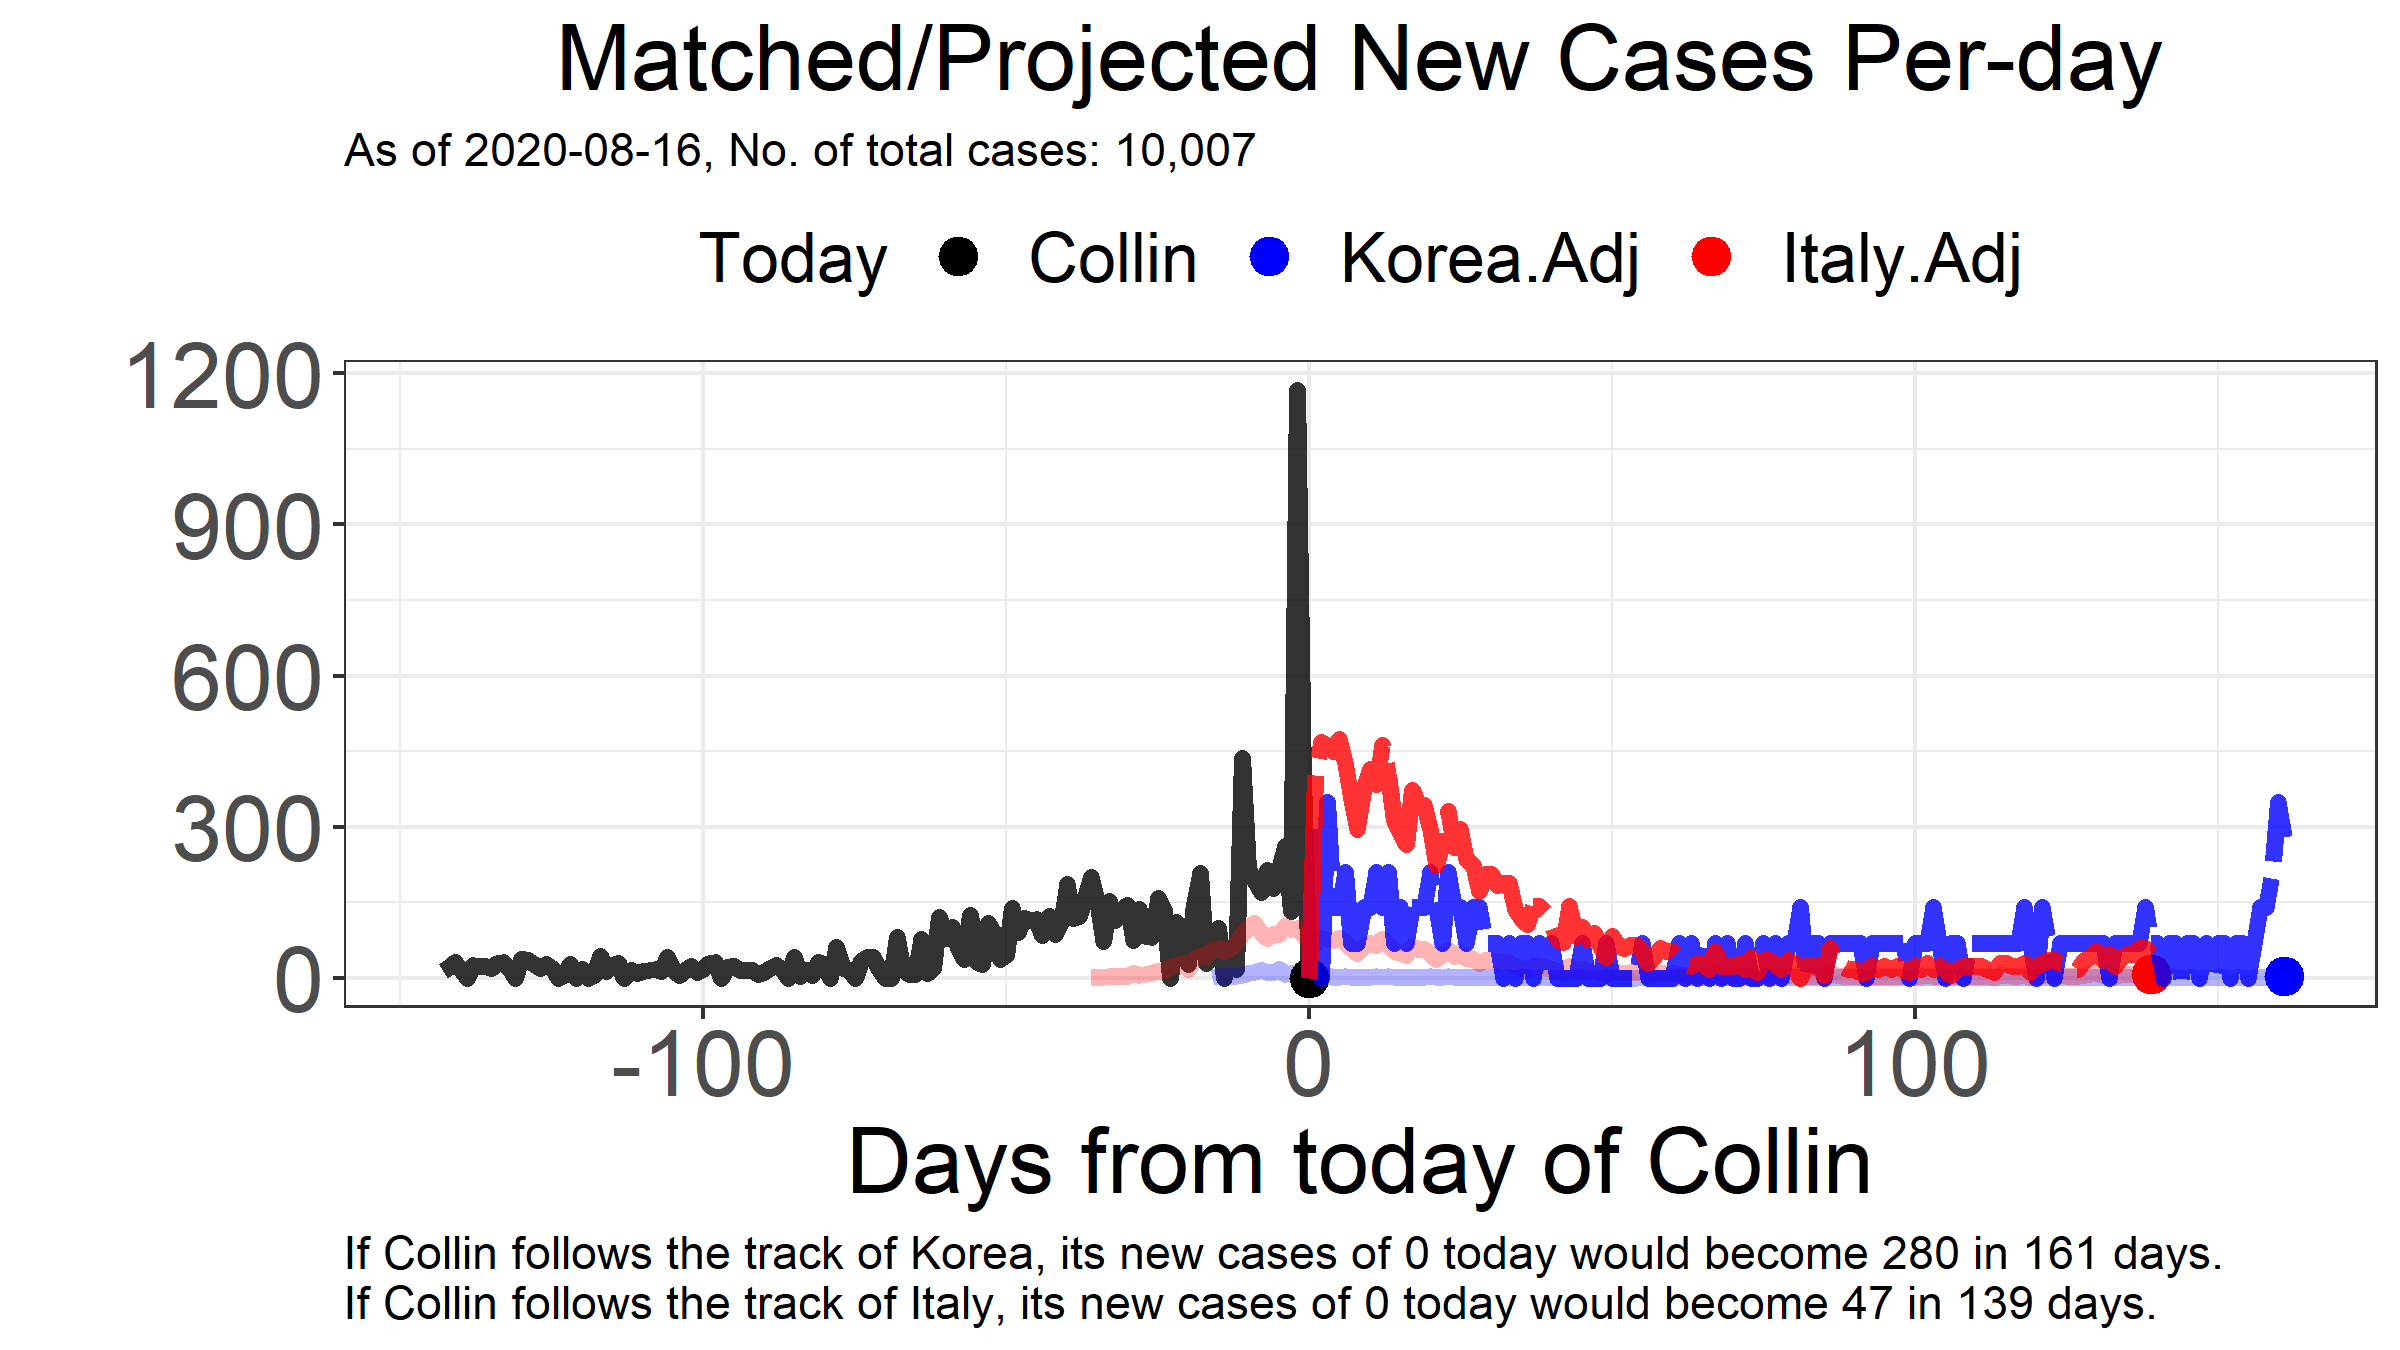 Matched/Projected New Cases Per-day
As of 2020-08-16, No. of total cases: 10,007
Today Collin Korea.Adj Italy.Adj
1200
900
600
300
0
-100 0 100
Days from today of Collin
If Collin follows the track of Korea, its new cases of 0 today would become 280 in 161 days.
If Collin follows the track of Italy, its new cases of 0 today would become 47 in 139 days.